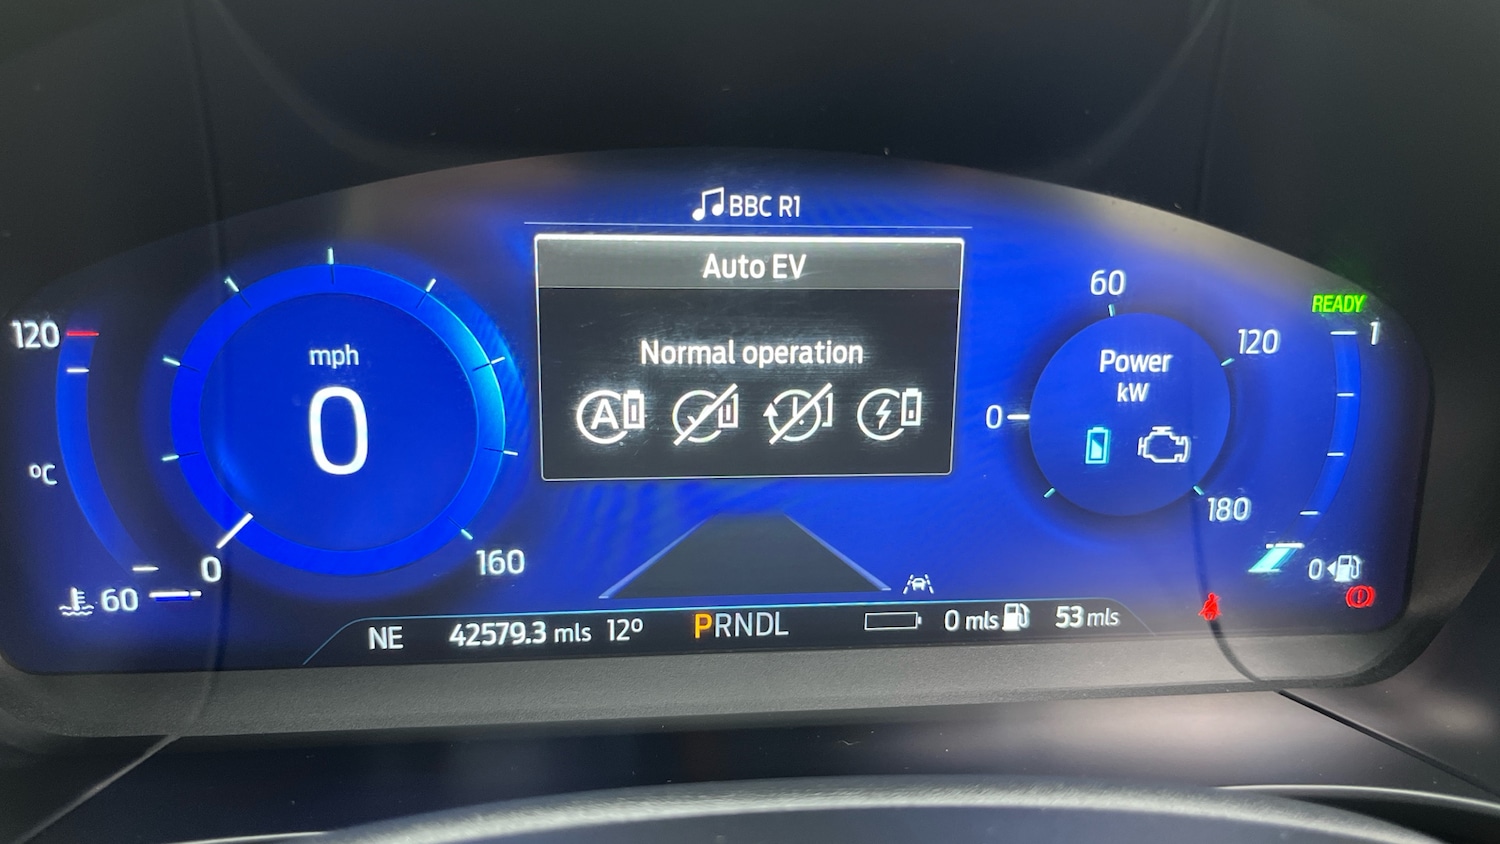 BBC R1
Auto EV
Normal operation
A
120
mph
0
°C
0
160
60
60
120
Power
kW
0
180
READY
1
0
NE 42579.3 mls 12° PRNDL 0 mls 53 mls